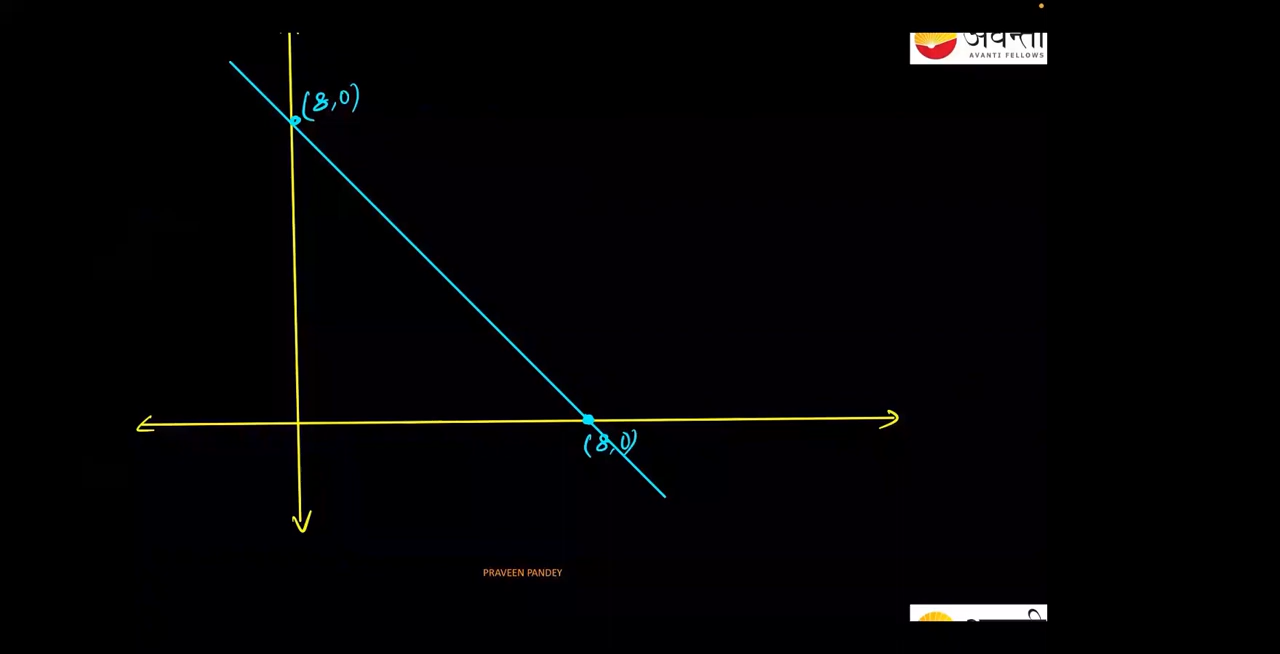 अवन्ती
AVANTI FELLOWS
(8,0)
(8,0)
PRAVEEN PANDEY